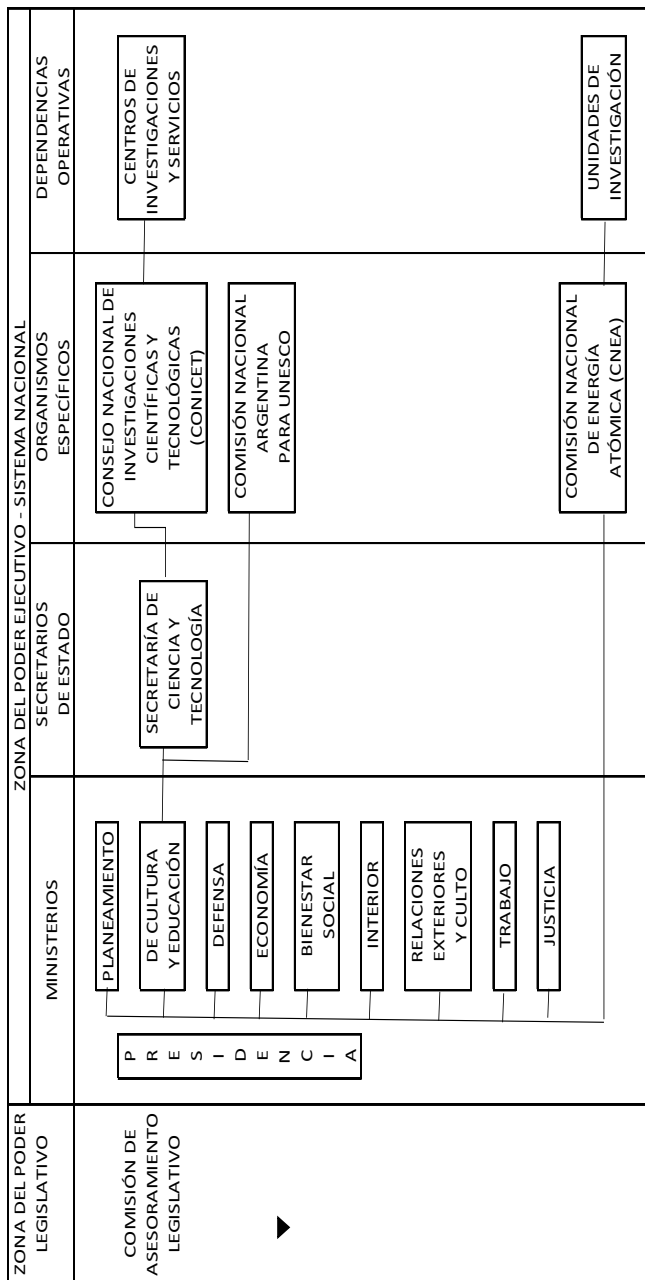 ZONA DEL PODER
LEGISLATIVO
ZONA DEL PODER EJECUTIVO - SISTEMA NACIONAL
MINISTERIOS
SECRETARIOS
DE ESTADO
ORGANISMOS
ESPECÍFICOS
DEPENDENCIAS
OPERATIVAS
COMISIÓN DE
ASESORAMIENTO
LEGISLATIVO
P R E S I D E N C I A
PLANEAMIENTO
DE CULTURA
Y EDUCACIÓN
DEFENSA
ECONOMÍA
BIENESTAR
SOCIAL
INTERIOR
RELACIONES
EXTERIORES
Y CULTO
TRABAJO
JUSTICIA
SECRETARÍA DE
CIENCIA Y
TECNOLOGÍA
CONSEJO NACIONAL DE
INVESTIGACIONES
CIENTÍFICAS Y
TECNOLÓGICAS
(CONICET)
COMISIÓN NACIONAL
ARGENTINA
PARA UNESCO
COMISIÓN NACIONAL
DE ENERGÍA
ATÓMICA (CNEA)
CENTROS DE
INVESTIGACIONES
Y SERVICIOS
UNIDADES DE
INVESTIGACIÓN